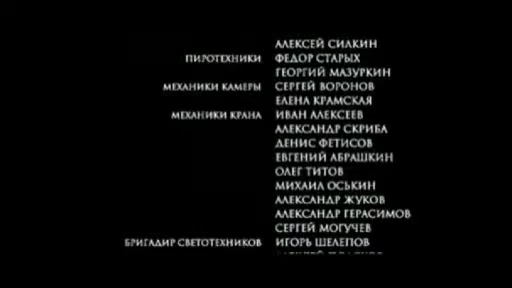 АЛЕКСЕЙ СИЛКИН
ПИРОТЕХНИКИ ФЕДОР СТАРЫХ
ГЕОРГИЙ МАЗУРКИН
МЕХАНИКИ КАМЕРЫ СЕРГЕЙ ВОРОНОВ
ЕЛЕНА КРАМСКАЯ
МЕХАНИКИ КРАНА ИВАН АЛЕКСЕЕВ
АЛЕКСАНДР СКРИБА
ДЕНИС ФЕТИСОВ
ЕВГЕНИЙ АБРАШКИН
ОЛЕГ ТИТОВ
МИХАИЛ ОСЬКИН
АЛЕКСАНДР ЖУКОВ
АЛЕКСАНДР ГЕРАСИМОВ
СЕРГЕЙ МОГУЧЕВ
БРИГАДИР СВЕТОТЕХНИКОВ ИГОРЬ ШЕЛЕПОВ